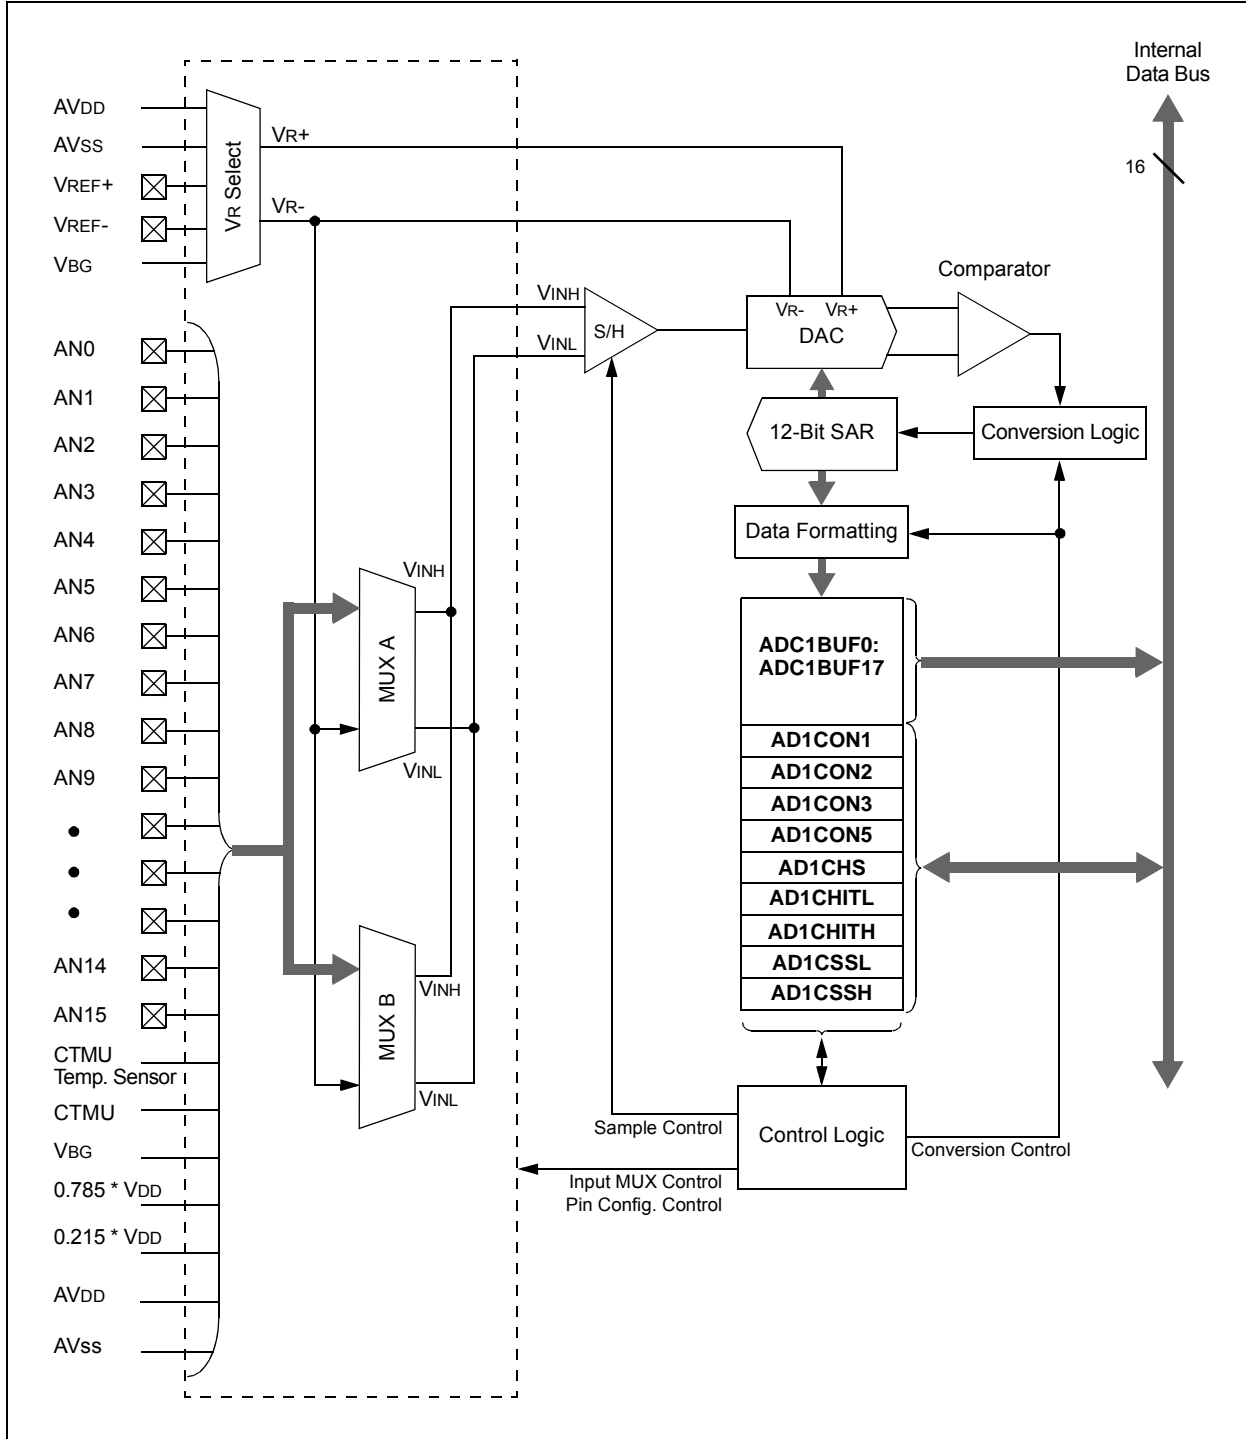 Internal
Data Bus
16
AVDD
AVSS
VREF+
VREF-
VBG
VR Select
VR+
VR-
Comparator
VINH
VINL
S/H
VR- VR+
DAC
12-Bit SAR
Conversion Logic
Data Formatting
AN0
AN1
AN2
AN3
AN4
AN5
AN6
AN7
AN8
AN9
AN14
AN15
CTMU
Temp. Sensor
CTMU
VBG
0.785 * VDD
0.215 * VDD
AVDD
AVss
VINH
MUX A
VINL
VINH
MUX B
VINL
ADC1BUF0:
ADC1BUF17
AD1CON1
AD1CON2
AD1CON3
AD1CON5
AD1CHS
AD1CHITL
AD1CHITH
AD1CSSL
AD1CSSH
Control Logic
Sample Control
Input MUX Control
Pin Config. Control
Conversion Control